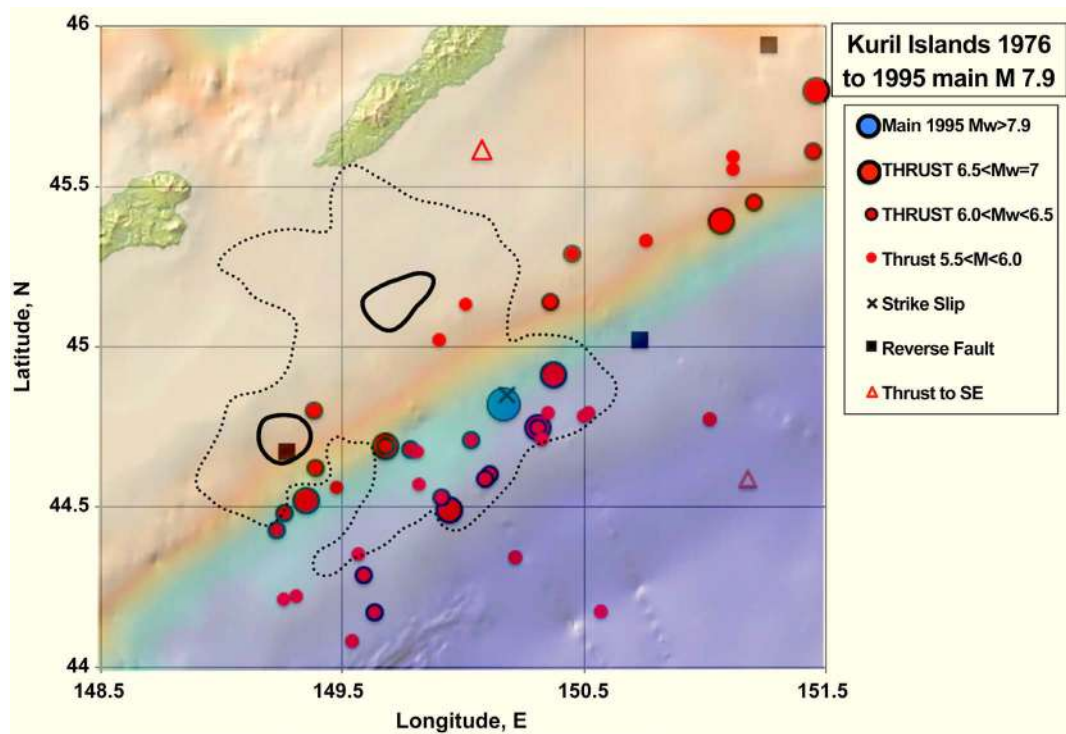 Kuril Islands 1976
to 1995 main M 7.9
Main 1995 Mw>7.9
THRUST 6.5<Mw=7
THRUST 6.0<Mw<6.5
Thrust 5.5<M<6.0
Strike Slip
Reverse Fault
Thrust to SE
46
45.5
45
44.5
44
Latitude, N
148.5
149.5
150.5
151.5
Longitude, E